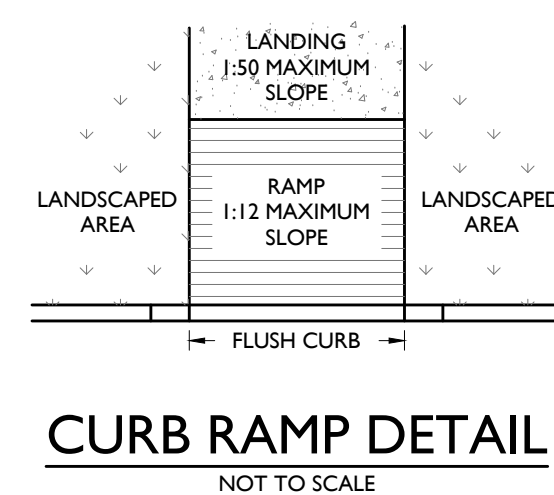 LANDING
1:50 MAXIMUM
SLOPE
LANDSCAPED
AREA
RAMP
1:12 MAXIMUM
SLOPE
LANDSCAPED
AREA
FLUSH CURB
CURB RAMP DETAIL
NOT TO SCALE